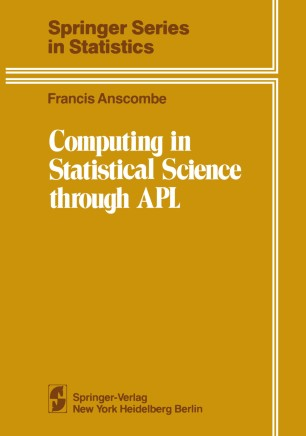 Springer Series
in Statistics
Francis Anscombe
Computing in
Statistical Science
through APL
Springer-Verlag
New York Heidelberg Berlin